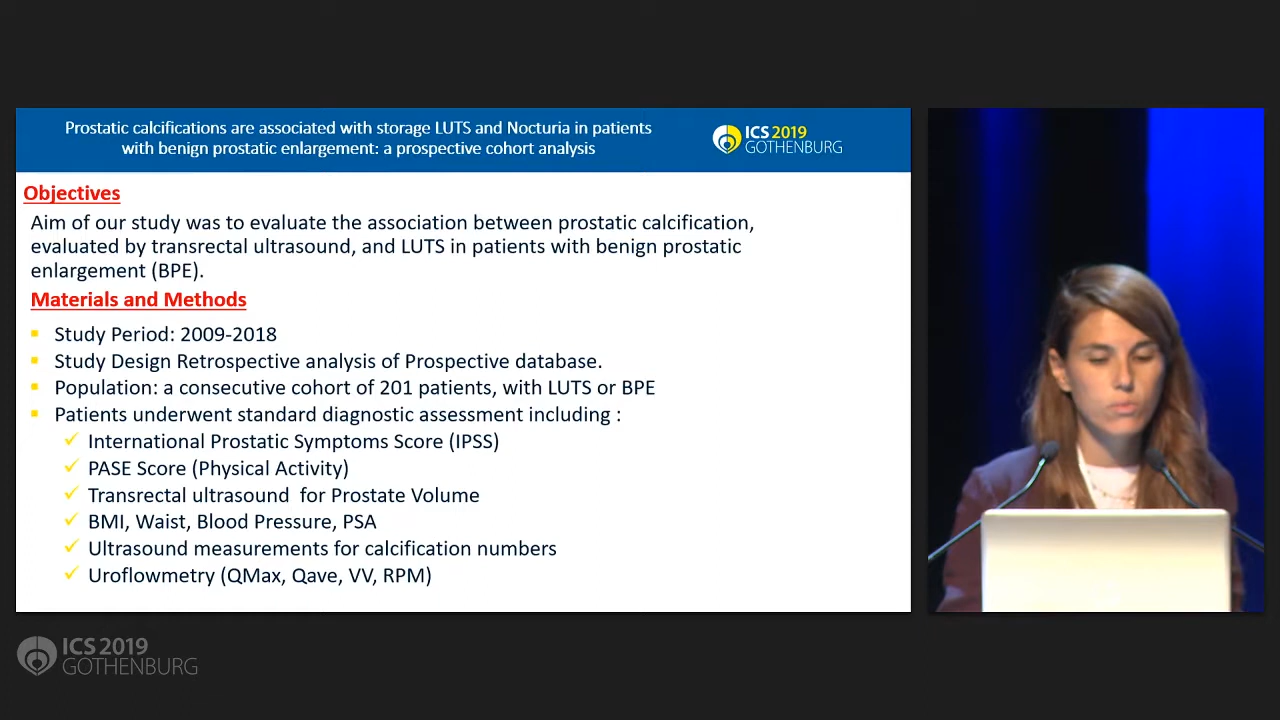 Prostatic calcifications are associated with storage LUTS and Nocturia in patients
with benign prostatic enlargement: a prospective cohort analysis
ICS 2019
GOTHENBURG
Objectives
Aim of our study was to evaluate the association between prostatic calcification,
evaluated by transrectal ultrasound, and LUTS in patients with benign prostatic
enlargement (BPE).
Materials and Methods
Study Period: 2009-2018
Study Design Retrospective analysis of Prospective database.
Population: a consecutive cohort of 201 patients, with LUTS or BPE
Patients underwent standard diagnostic assessment including :
International Prostatic Symptoms Score (IPSS)
PASE Score (Physical Activity)
Transrectal ultrasound  for Prostate Volume
BMI, Waist, Blood Pressure, PSA
Ultrasound measurements for calcification numbers
Uroflowmetry (QMax, Qave, VV, RPM)
ICS 2019
GOTHENBURG